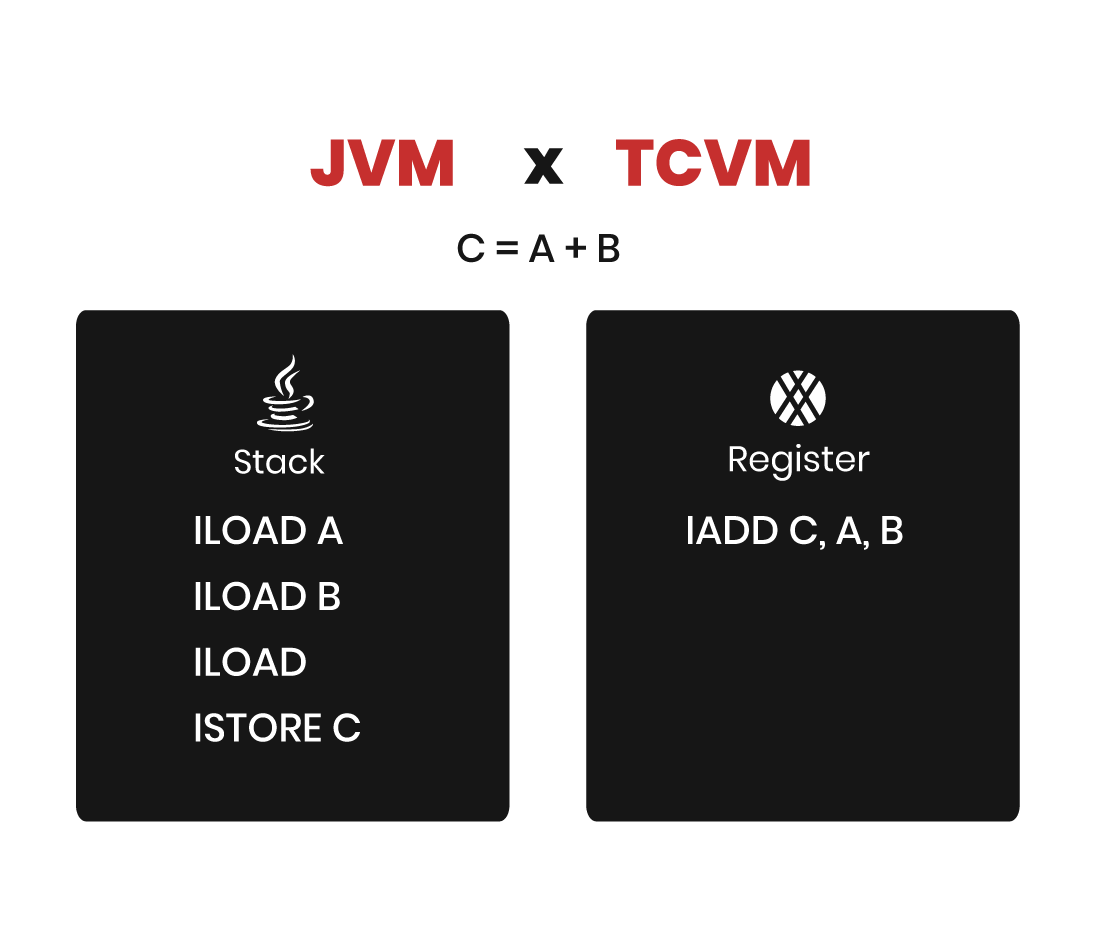 JVM x TCVM
C = A + B
Stack
ILOAD A
ILOAD B
ILOAD
ISTORE C
Register
IADD C, A, B